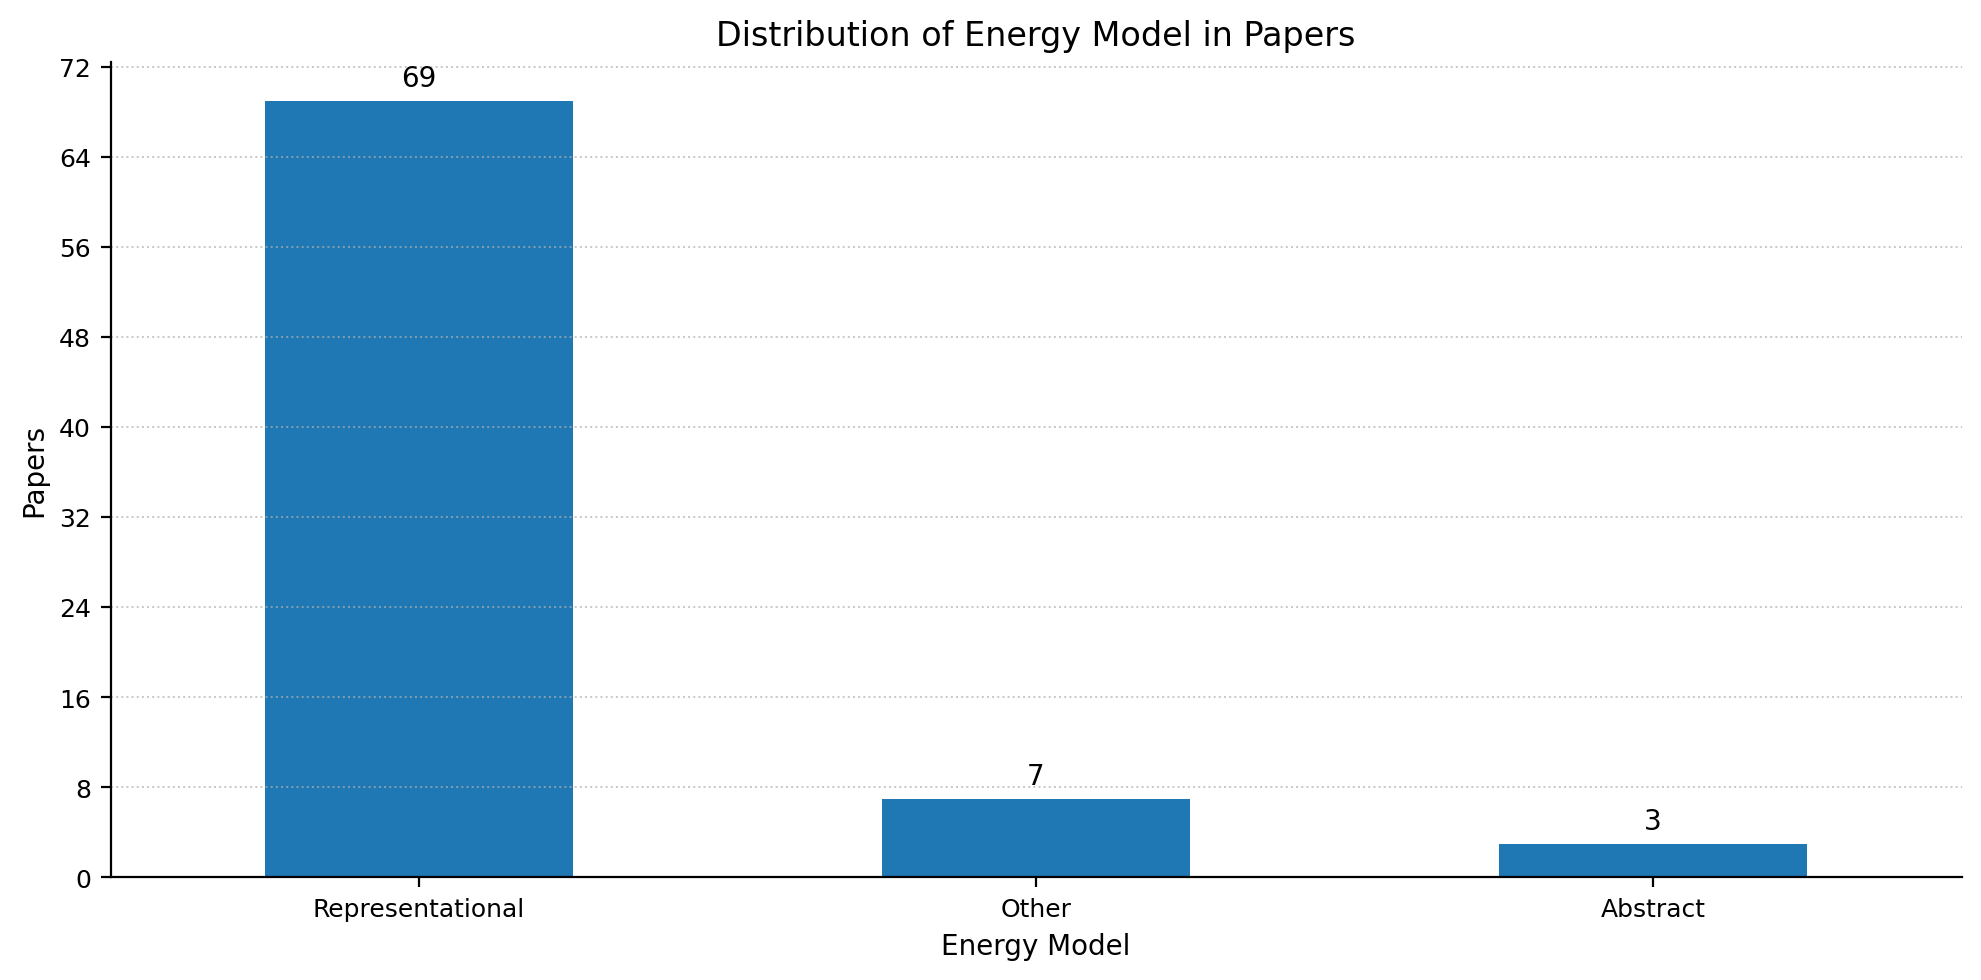 Distribution of Energy Model in Papers
72
64
56
48
40
32
24
16
8
0
Papers
69
7
3
Representational
Other
Abstract
Energy Model